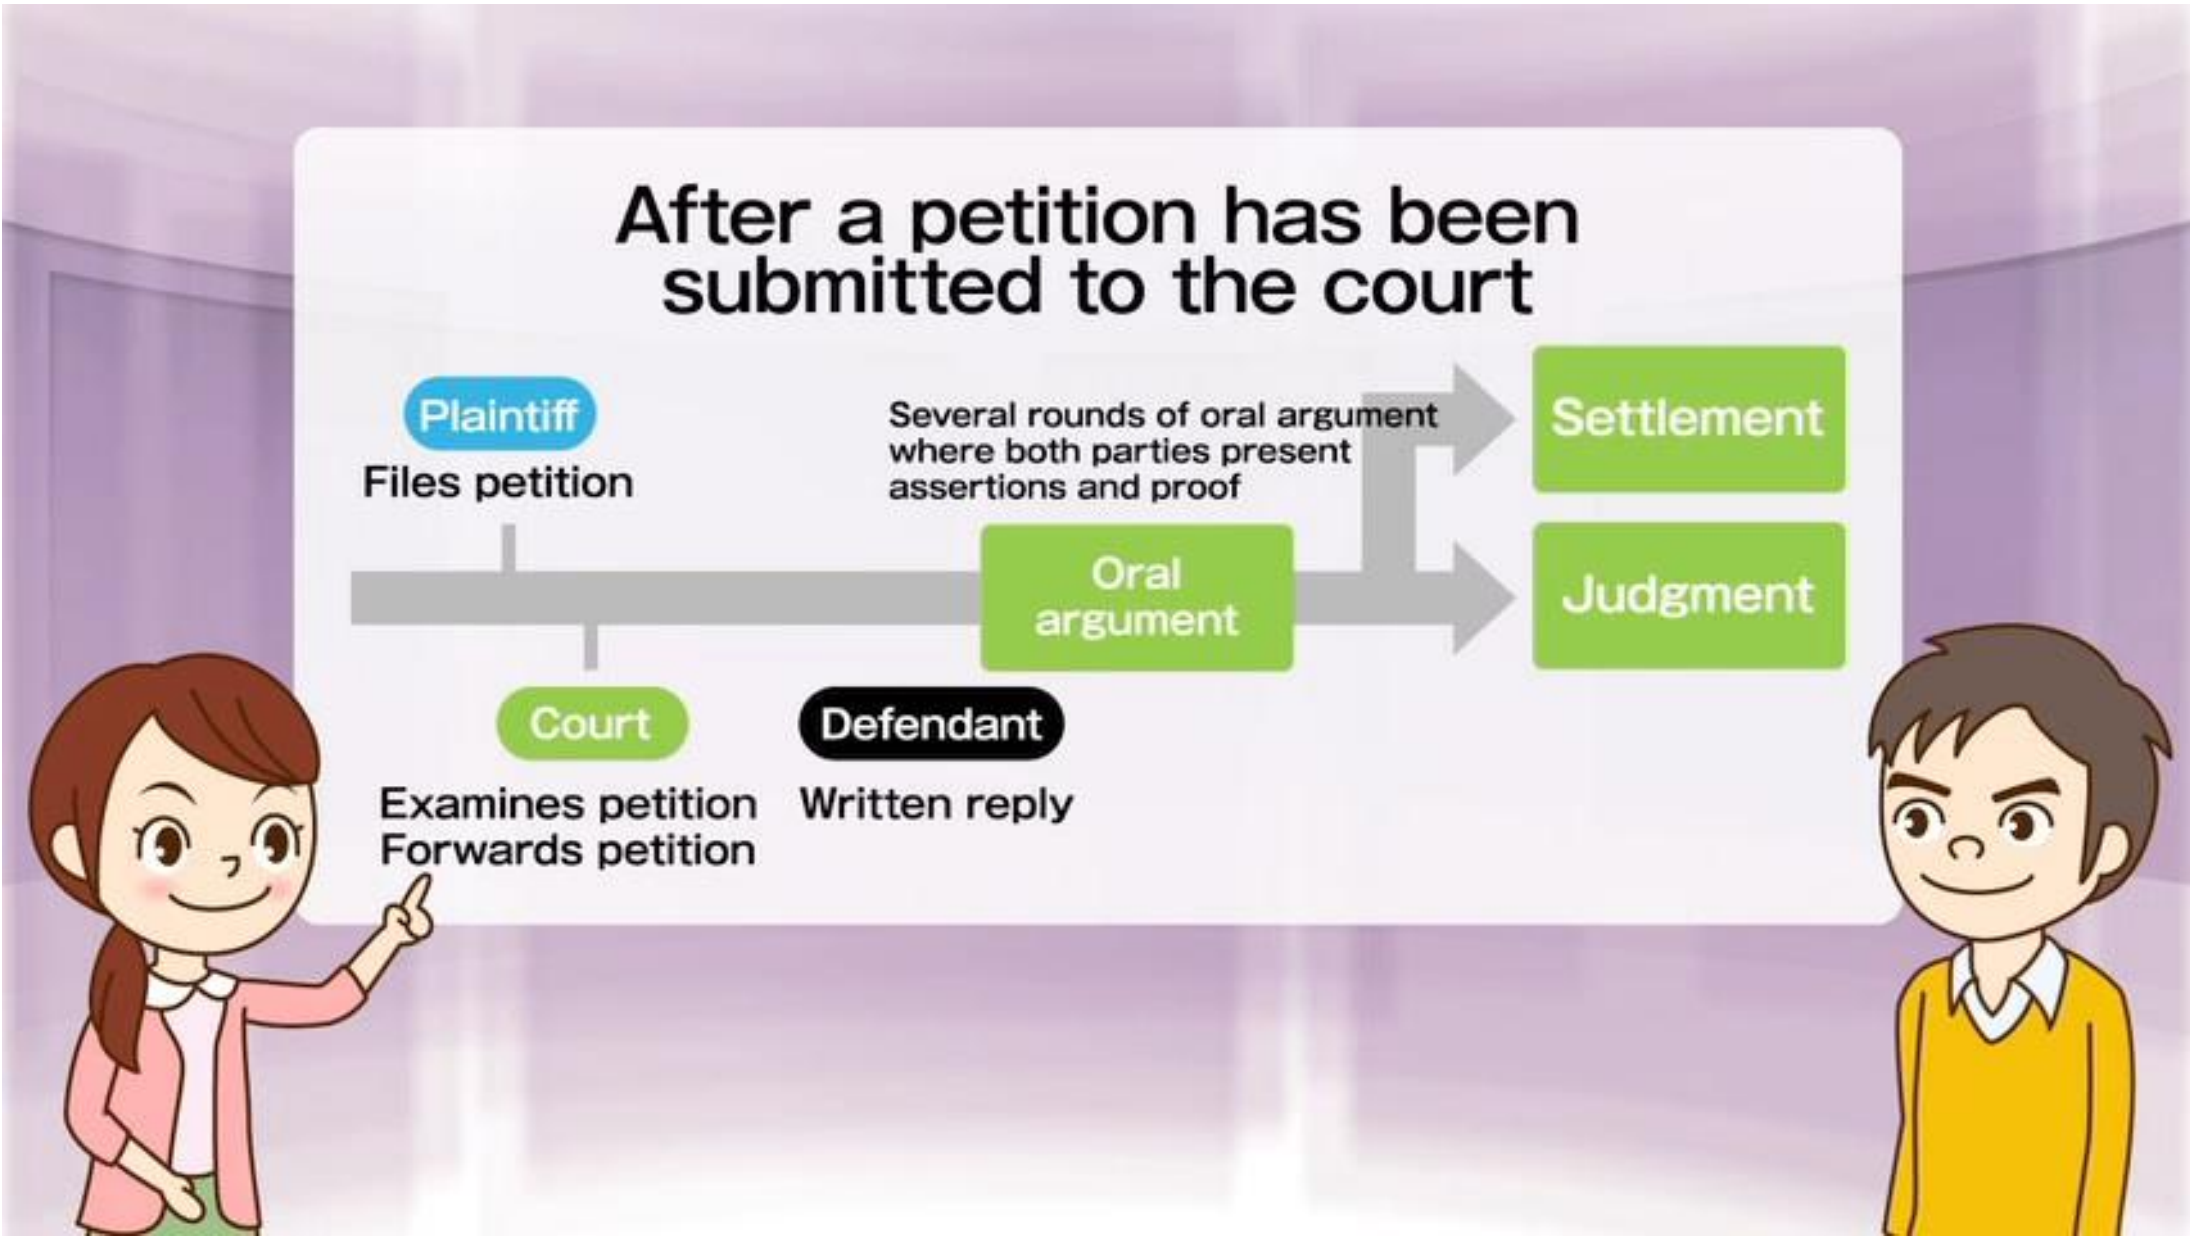 After a petition has been
submitted to the court
Plaintiff
Files petition
Several rounds of oral argument
where both parties present
assertions and proof
Settlement
Oral
argument
Judgment
Court
Examines petition
Forwards petition
Defendant
Written reply